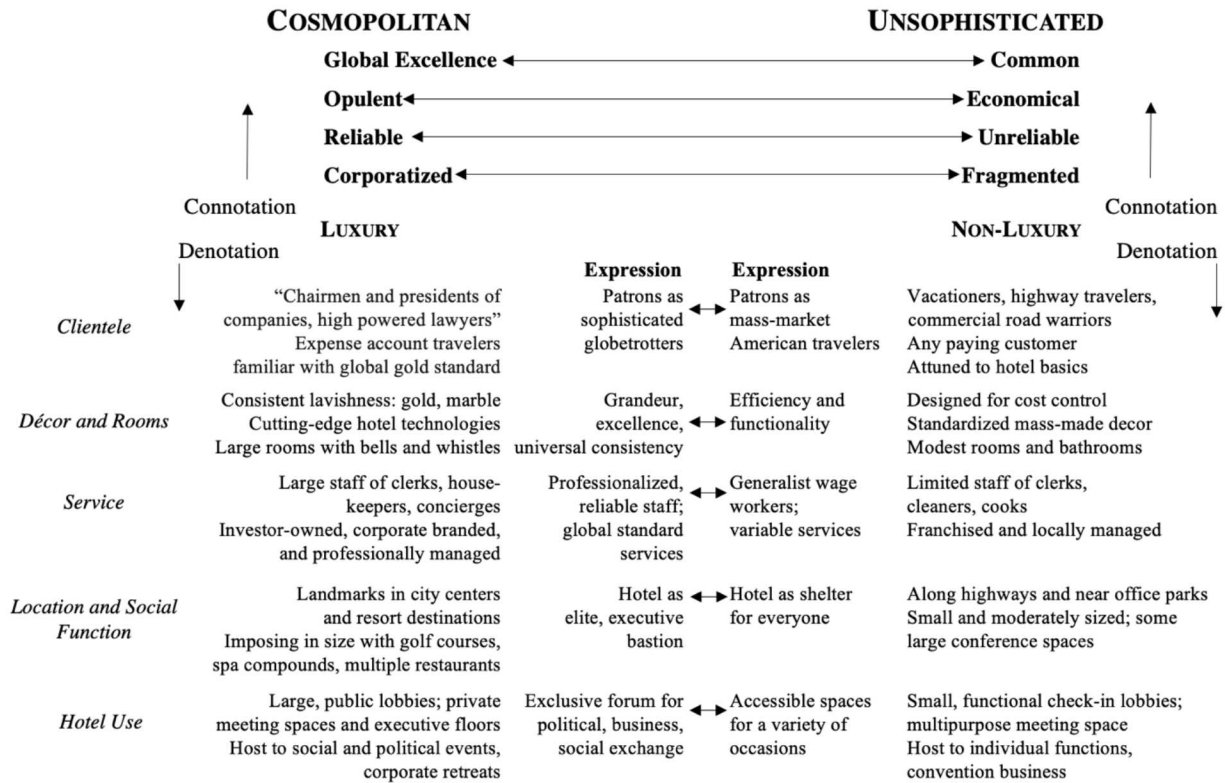 COSMOPOLITAN UNSOPHISTICATED
Global Excellence Common
Opulent Economical
Reliable Unreliable
Corporatized Fragmented
Connotation Connotation
LUXURY NON-LUXURY
Denotation Denotation
Expression Expression
Clientele
“Chairmen and presidents of
companies, high powered lawyers”
Expense account travelers
familiar with global gold standard
Patrons as
sophisticated
globetrotters
Patrons as
mass-market
American travelers
Vacationers, highway travelers,
commercial road warriors
Any paying customer
Attuned to hotel basics
Décor and Rooms
Consistent lavishness: gold, marble
Cutting-edge hotel technologies
Large rooms with bells and whistles
Grandeur,
excellence,
universal consistency
Efficiency and
functionality
Designed for cost control
Standardized mass-made decor
Modest rooms and bathrooms
Service
Large staff of clerks, house-
keepers, concierges
Investor-owned, corporate branded,
and professionally managed
Professionalized,
reliable staff;
global standard
services
Generalist wage
workers;
variable services
Limited staff of clerks,
cleaners, cooks
Franchised and locally managed
Location and Social
Function
Landmarks in city centers
and resort destinations
Imposing in size with golf courses,
spa compounds, multiple restaurants
Hotel as
elite, executive
bastion
Hotel as shelter
for everyone
Along highways and near office parks
Small and moderately sized; some
large conference spaces
Hotel Use
Large, public lobbies; private
meeting spaces and executive floors
Host to social and political events,
corporate retreats
Exclusive forum for
political, business,
social exchange
Accessible spaces
for a variety of
occasions
Small, functional check-in lobbies;
multipurpose meeting space
Host to individual functions,
convention business